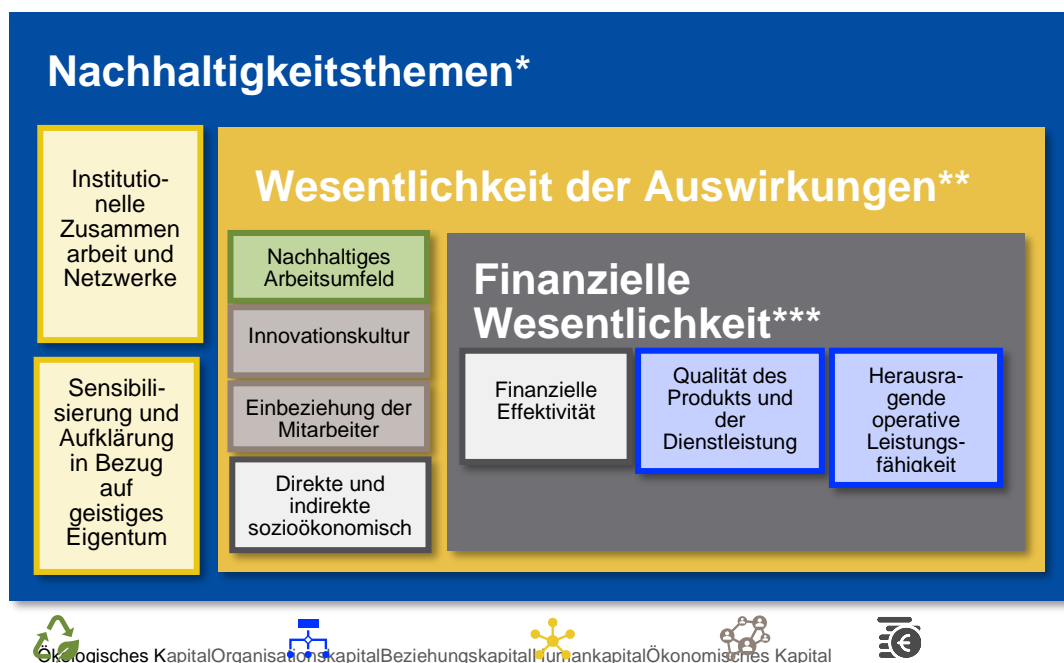 Nachhaltigkeitsthemen*
Institutio-
nelle
Zusammen
arbeit und
Netzwerke
Sensibili-
sierung und
Aufklärung
in Bezug
auf
geistiges
Eigentum
Wesentlichkeit der Auswirkungen**
Nachhaltiges
Arbeitsumfeld
Innovationskultur
Einbeziehung der
Mitarbeiter
Direkte und
indirekte
sozioökonomisch
Finanzielle
Wesentlichkeit***
Finanzielle
Effektivität
Qualität des
Produkts und
der
Dienstleistung
Herausra-
gende
operative
Leistungs-
fähigkeit
Ökologisches KapitalOrganisationskapitalBeziehungskapitalHumankapitalÖkonomisches Kapital